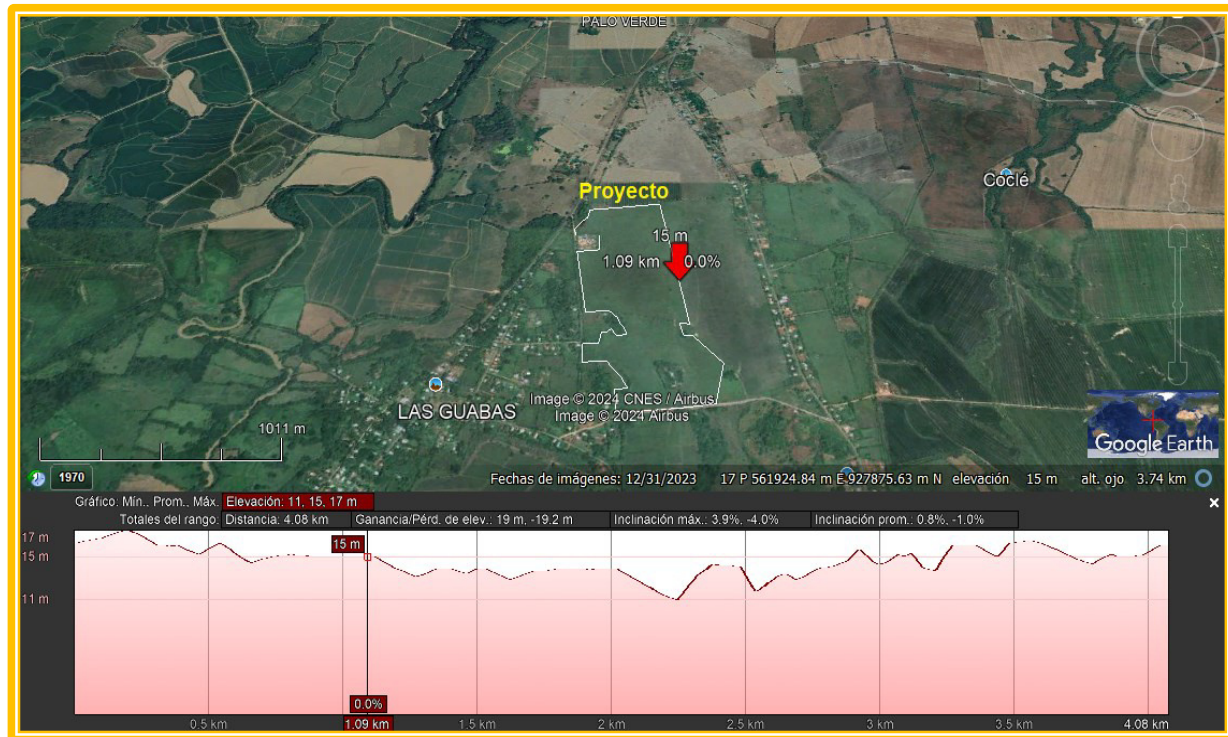 PALO VERDE
Coclé
Proyecto
15 m
1.09 km 0.0%
LAS GUABAS
Image © 2024 CNES / Airbus
Image © 2024 Airbus
1011 m
Google Earth
1970
Fechas de imágenes: 12/31/2023 17 P 561924.84 m E 927875.63 m N elevación 15 m alt. ojo 3.74 km
Gráfico: Mín., Prom., Máx. Elevación: 11, 15, 17 m
Totales del rango: Distancia: 4.08 km Ganancia/Pérd. de elev.: 19 m, -19.2 m Inclinación máx.: 3.9%, -4.0% Inclinación prom.: 0.8%, -1.0%
17 m
15 m
15 m
11 m
0.0%
0.5 km 1.09 km 1.5 km 2 km 2.5 km 3 km 3.5 km 4.08 km